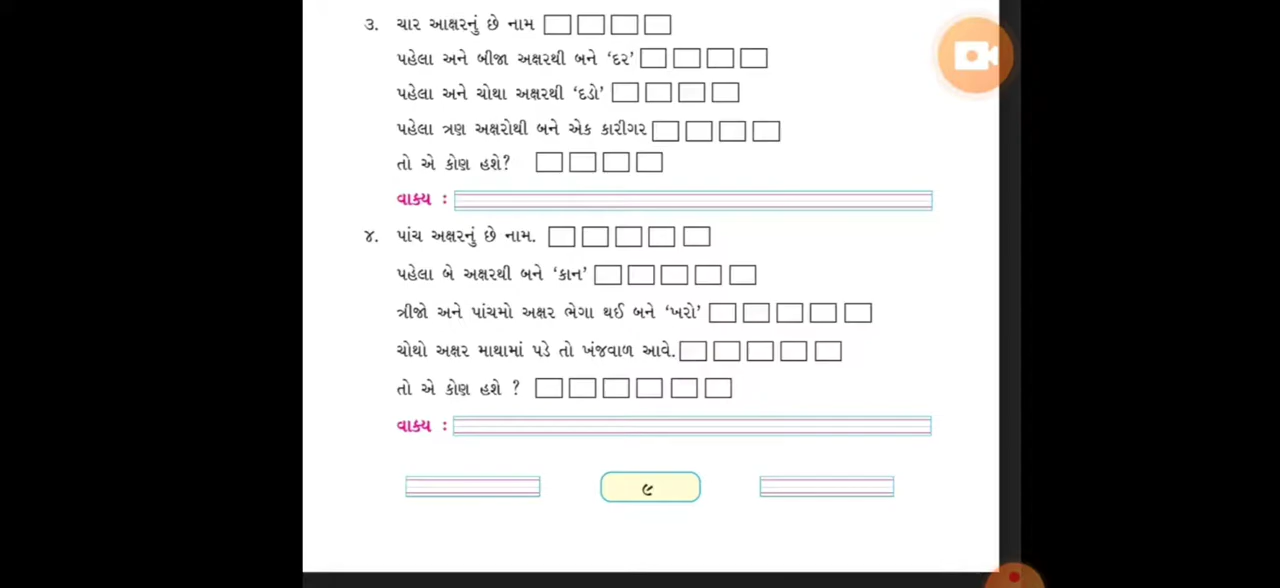 ૩. ચાર આક્ષરનું છે નામ
પહેલા અને બીજા અક્ષરથી બને ‘દર’
પહેલા અને ચોથા અક્ષરથી ‘દડો’
પહેલા ત્રણ અક્ષરોથી બને એક કારીગર
તો એ કોણ હશે?
વાક્ય :
૪. પાંચ અક્ષરનું છે નામ.
પહેલા બે અક્ષરથી બને ‘કાન’
ત્રીજો અને પાંચમો અક્ષર ભેગા થઈ બને ‘ખરો’
ચોથો અક્ષર માથામાં પડે તો ખંજવાળ આવે.
તો એ કોણ હશે ?
વાક્ય :
૯